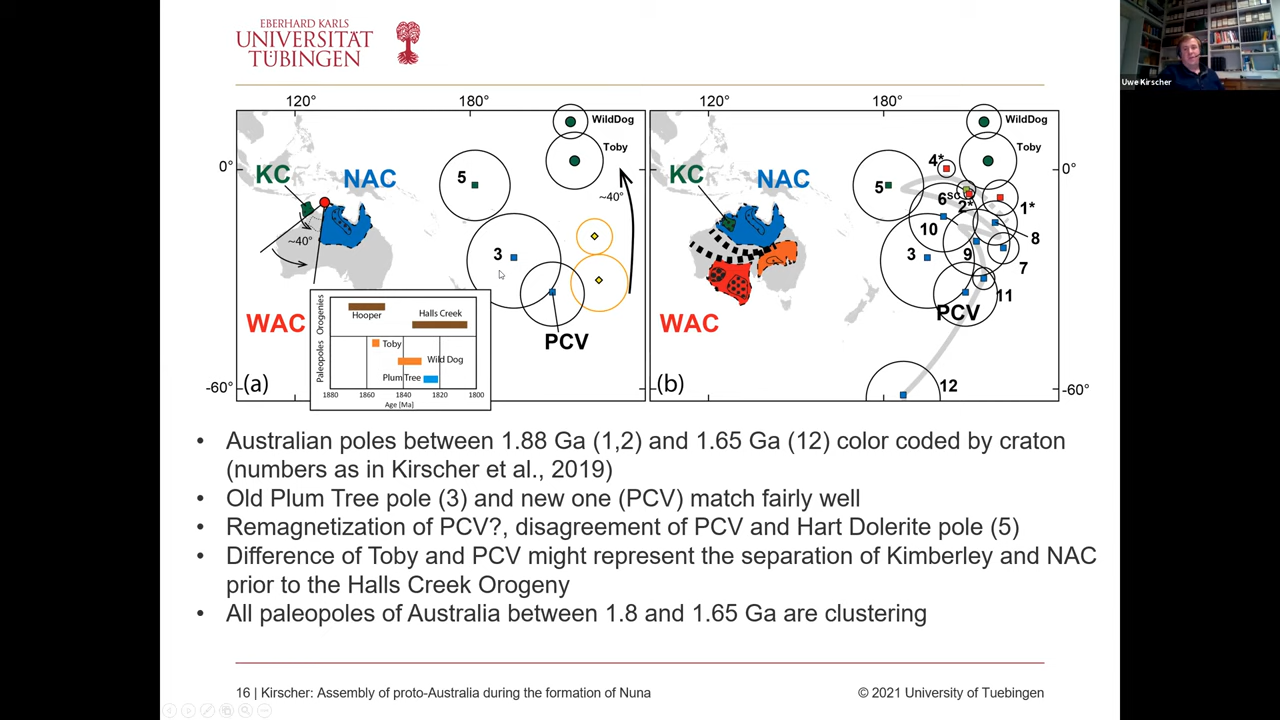 EBERHARD KARLS
UNIVERSITÄT
TÜBINGEN
Uwe Kirscher
120° 180°
0°
-60°
KC
NAC
WAC
WildDog
Toby
5
3
~40°
~40°
PCV
(a)
Orogenies
Paleopoles
Hooper
Halls Creek
Toby
Wild Dog
Plum Tree
1880 1860 1840 1820 1800
Age [Ma]
120° 180°
0°
-60°
KC
NAC
WAC
WildDog
Toby
4*
5
6SC
2*
1*
10
8
3
9
7
11
PCV
12
(b)
• Australian poles between 1.88 Ga (1,2) and 1.65 Ga (12) color coded by craton
(numbers as in Kirscher et al., 2019)
• Old Plum Tree pole (3) and new one (PCV) match fairly well
• Remagnetization of PCV?, disagreement of PCV and Hart Dolerite pole (5)
• Difference of Toby and PCV might represent the separation of Kimberley and NAC
prior to the Halls Creek Orogeny
• All paleopoles of Australia between 1.8 and 1.65 Ga are clustering
16 | Kirscher: Assembly of proto-Australia during the formation of Nuna
© 2021 University of Tuebingen